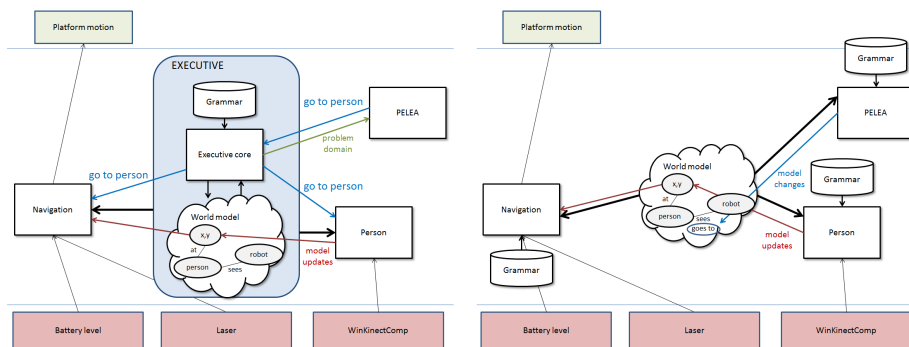 Platform motion
EXECUTIVE
Grammar
go to person
PELEA
Executive core
problem
domain
go to person
go to person
Navigation
World model
x,y
at
person
sees
robot
Person
model
updates
Battery level
Laser
WinKinectComp
Platform motion
Grammar
PELEA
World model
x,y
at
person
sees
goes to
robot
model
changes
Grammar
Navigation
Person
model
updates
Grammar
Battery level
Laser
WinKinectComp